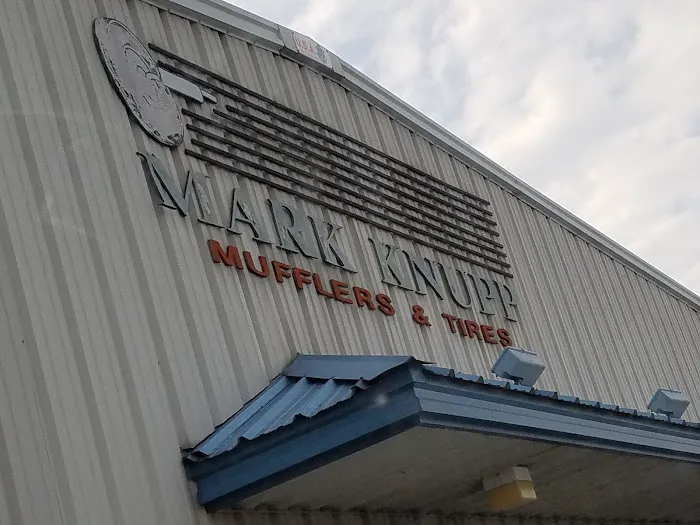 MARK KNUPP
MUFFLERS & TIRES